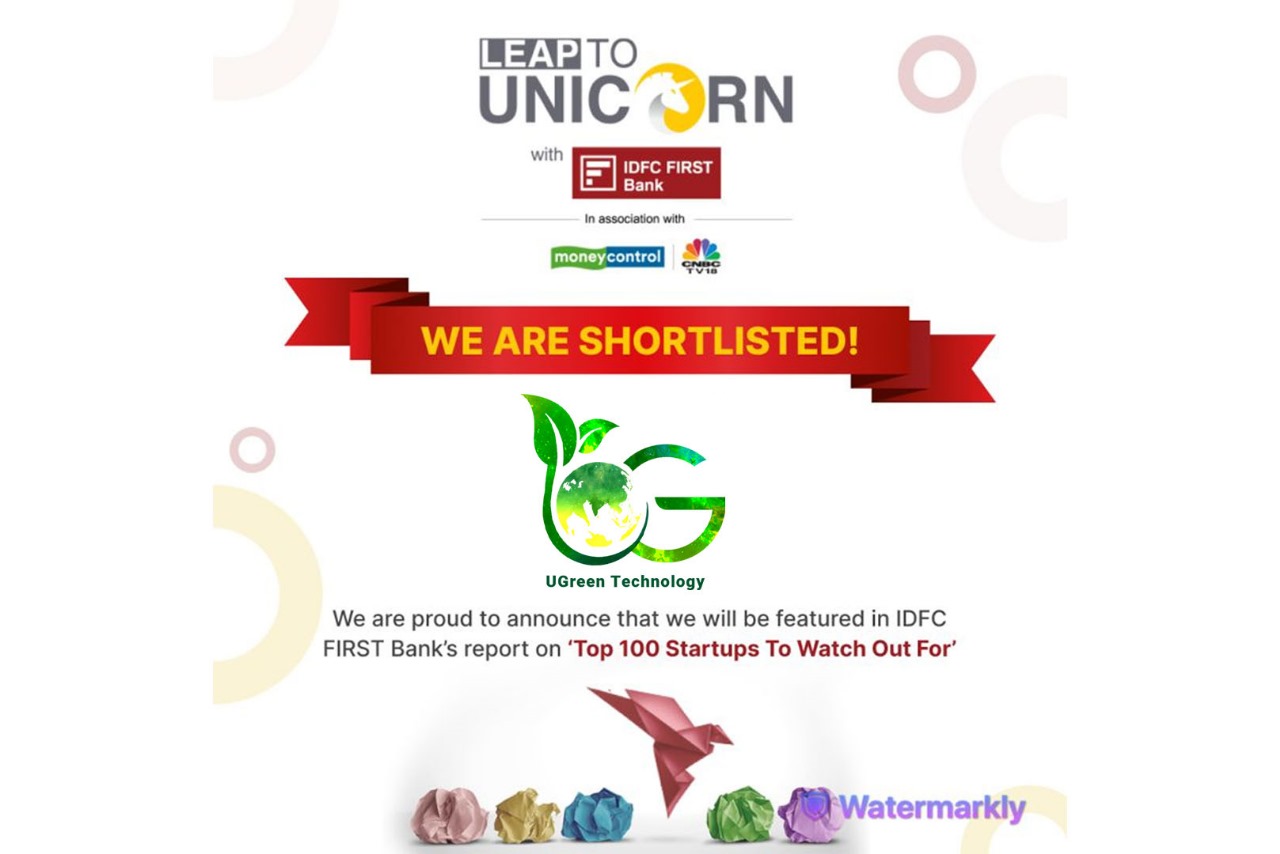 LEAP TO
UNICORN
with IDFC FIRST
Bank
In association with
moneycontrol CNBC
TV18
WE ARE SHORTLISTED!
UG
UGreen Technology
We are proud to announce that we will be featured in IDFC
FIRST Bank's report on ‘Top 100 Startups To Watch Out For’
Watermarkly